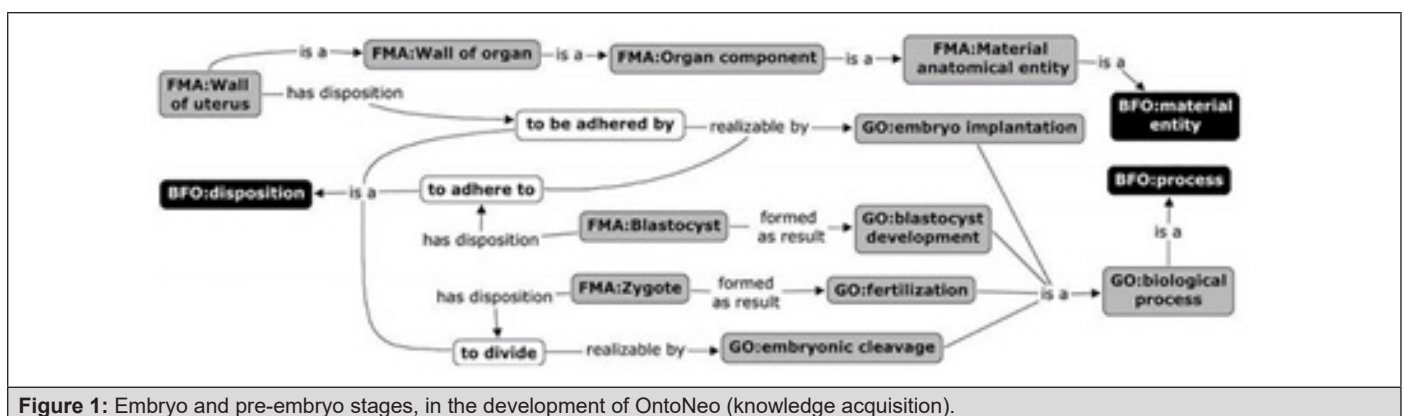 is a
FMA:Wall of organ
is a
FMA:Organ component
is a
FMA:Material
anatomical entity
is a
FMA:Wall
of uterus
has disposition
BFO:material
entity
to be adhered by
realizable by
GO:embryo implantation
BFO:disposition
is a
to adhere to
BFO:process
has disposition
FMA:Blastocyst
formed
as result
GO:blastocyst
development
is a
has disposition
FMA:Zygote
formed
as result
GO:fertilization
is a
GO:biological
process
to divide
realizable by
GO:embryonic cleavage
Figure 1: Embryo and pre-embryo stages, in the development of OntoNeo (knowledge acquisition).